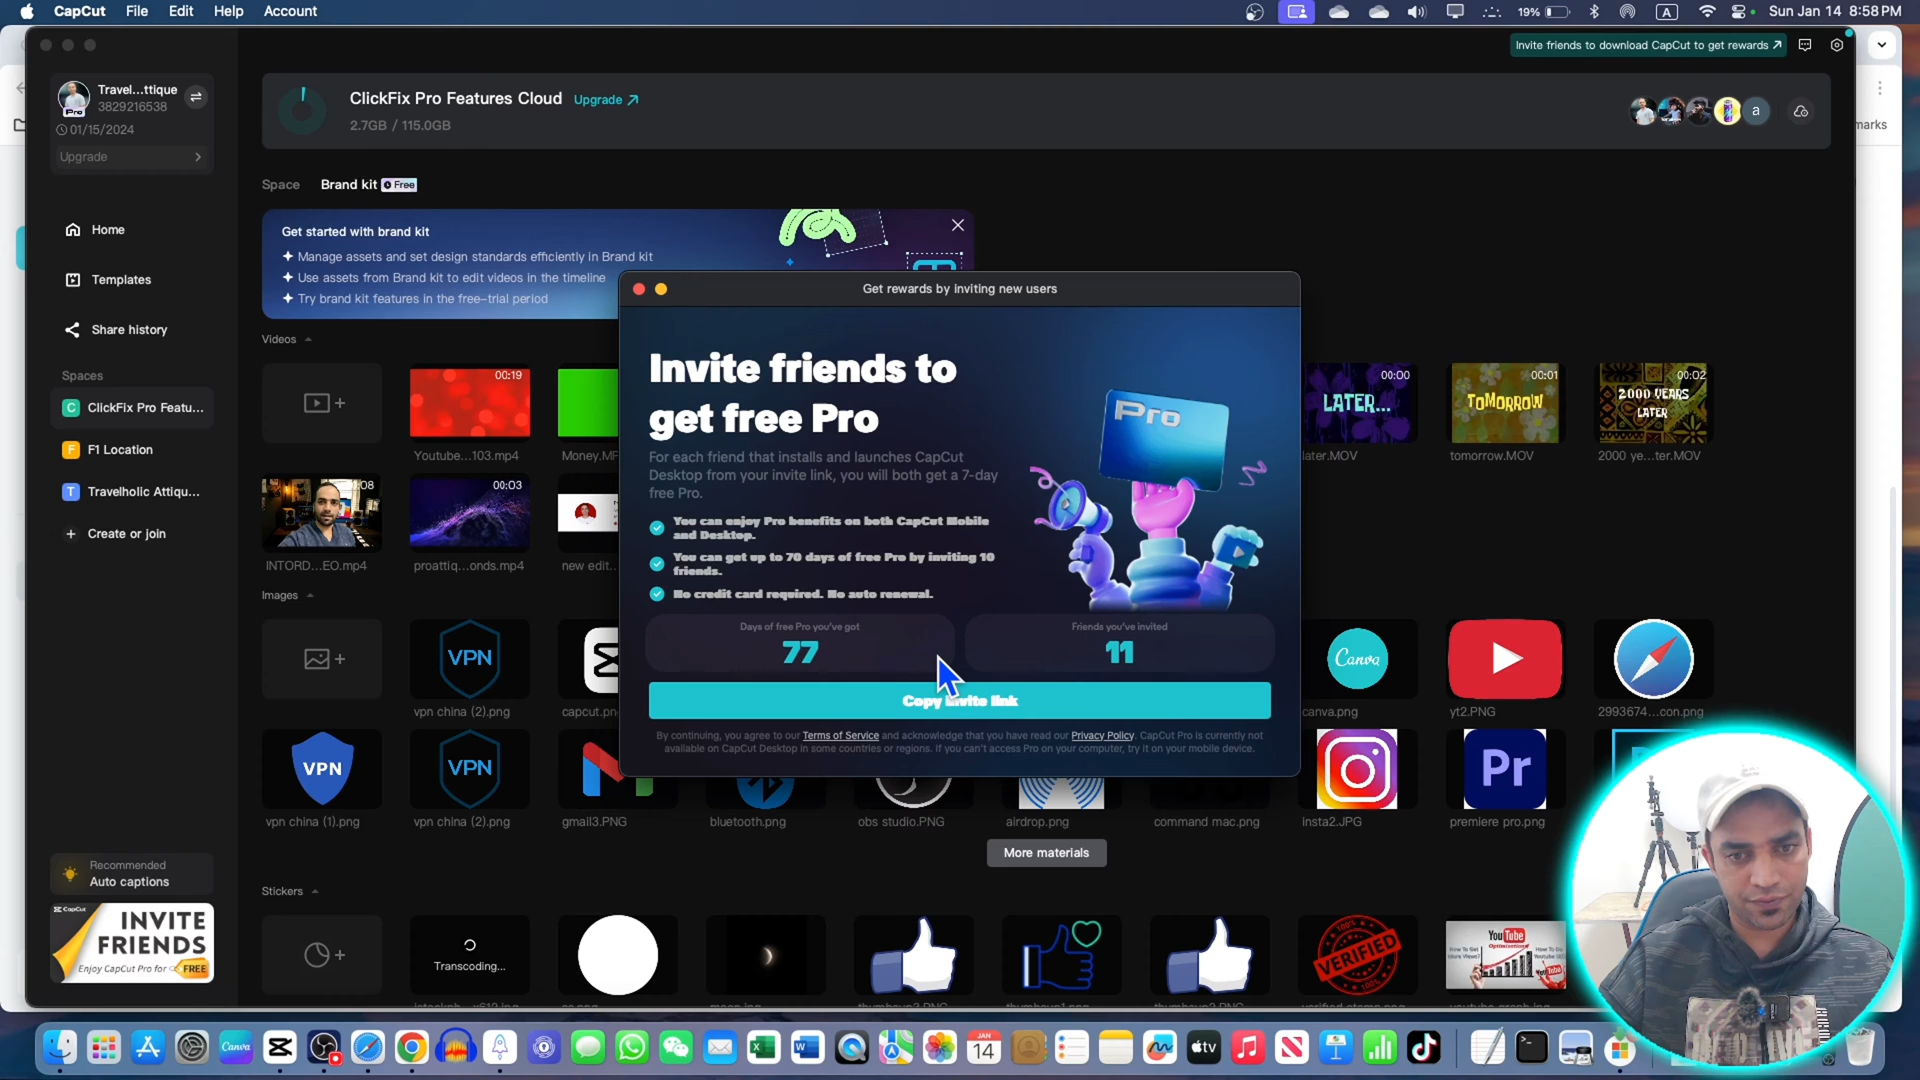 CapCut File Edit Help Account
19% A Sun Jan 14 8:58 PM
Invite friends to download CapCut to get rewards
Travel...ttique
3829216538
Pro
01/15/2024
Upgrade
ClickFix Pro Features Cloud Upgrade
2.7GB / 115.0GB
a
marks
Space Brand kit Free
Home
Templates
Share history
Spaces
C ClickFix Pro Featu...
F F1 Location
T Travelholic Attiqu...
+ Create or join
Get started with brand kit
Manage assets and set design standards efficiently in Brand kit
Use assets from Brand kit to edit videos in the timeline
Try brand kit features in the free-trial period
Videos
00:19
Youtube...103.mp4
Money.MF
00:00
LATER...
later.MOV
00:01
TOMORROW
tomorrow.MOV
00:02
2000 YEARS
LATER
2000 ye...ter.MOV
:08
INTORD...EO.mp4
00:03
proattiq...onds.mp4
new edit..
Get rewards by inviting new users
Invite friends to
get free Pro
For each friend that installs and launches CapCut
Desktop from your invite link, you will both get a 7-day
free Pro.
You can enjoy Pro benefits on both CapCut Mobile
and Desktop.
You can get up to 70 days of free Pro by inviting 10
friends.
No credit card required. No auto renewal.
Pro
Days of free Pro you've got
77
Friends you've invited
11
Copy invite link
By continuing, you agree to our Terms of Service and acknowledge that you have read our Privacy Policy. CapCut Pro is currently not
available on CapCut Desktop in some countries or regions. If you can't access Pro on your computer, try it on your mobile device.
Images
VPN
vpn china (2).png
capcut.pn
Canva
canva.png
yt2.PNG
2993674...con.png
VPN
vpn china (1).png
VPN
vpn china (2).png
gmail3.PNG
bluetooth.png
obs studio.PNG
airdrop.png
command mac.png
insta2.JPG
Pr
premiere pro.png
More materials
Stickers
Transcoding...
VERIFIED
YouTube
Optimization
Recommended
Auto captions
CapCut
INVITE
FRIENDS
Enjoy CapCut Pro for FREE
Canva
JAN
14
tv